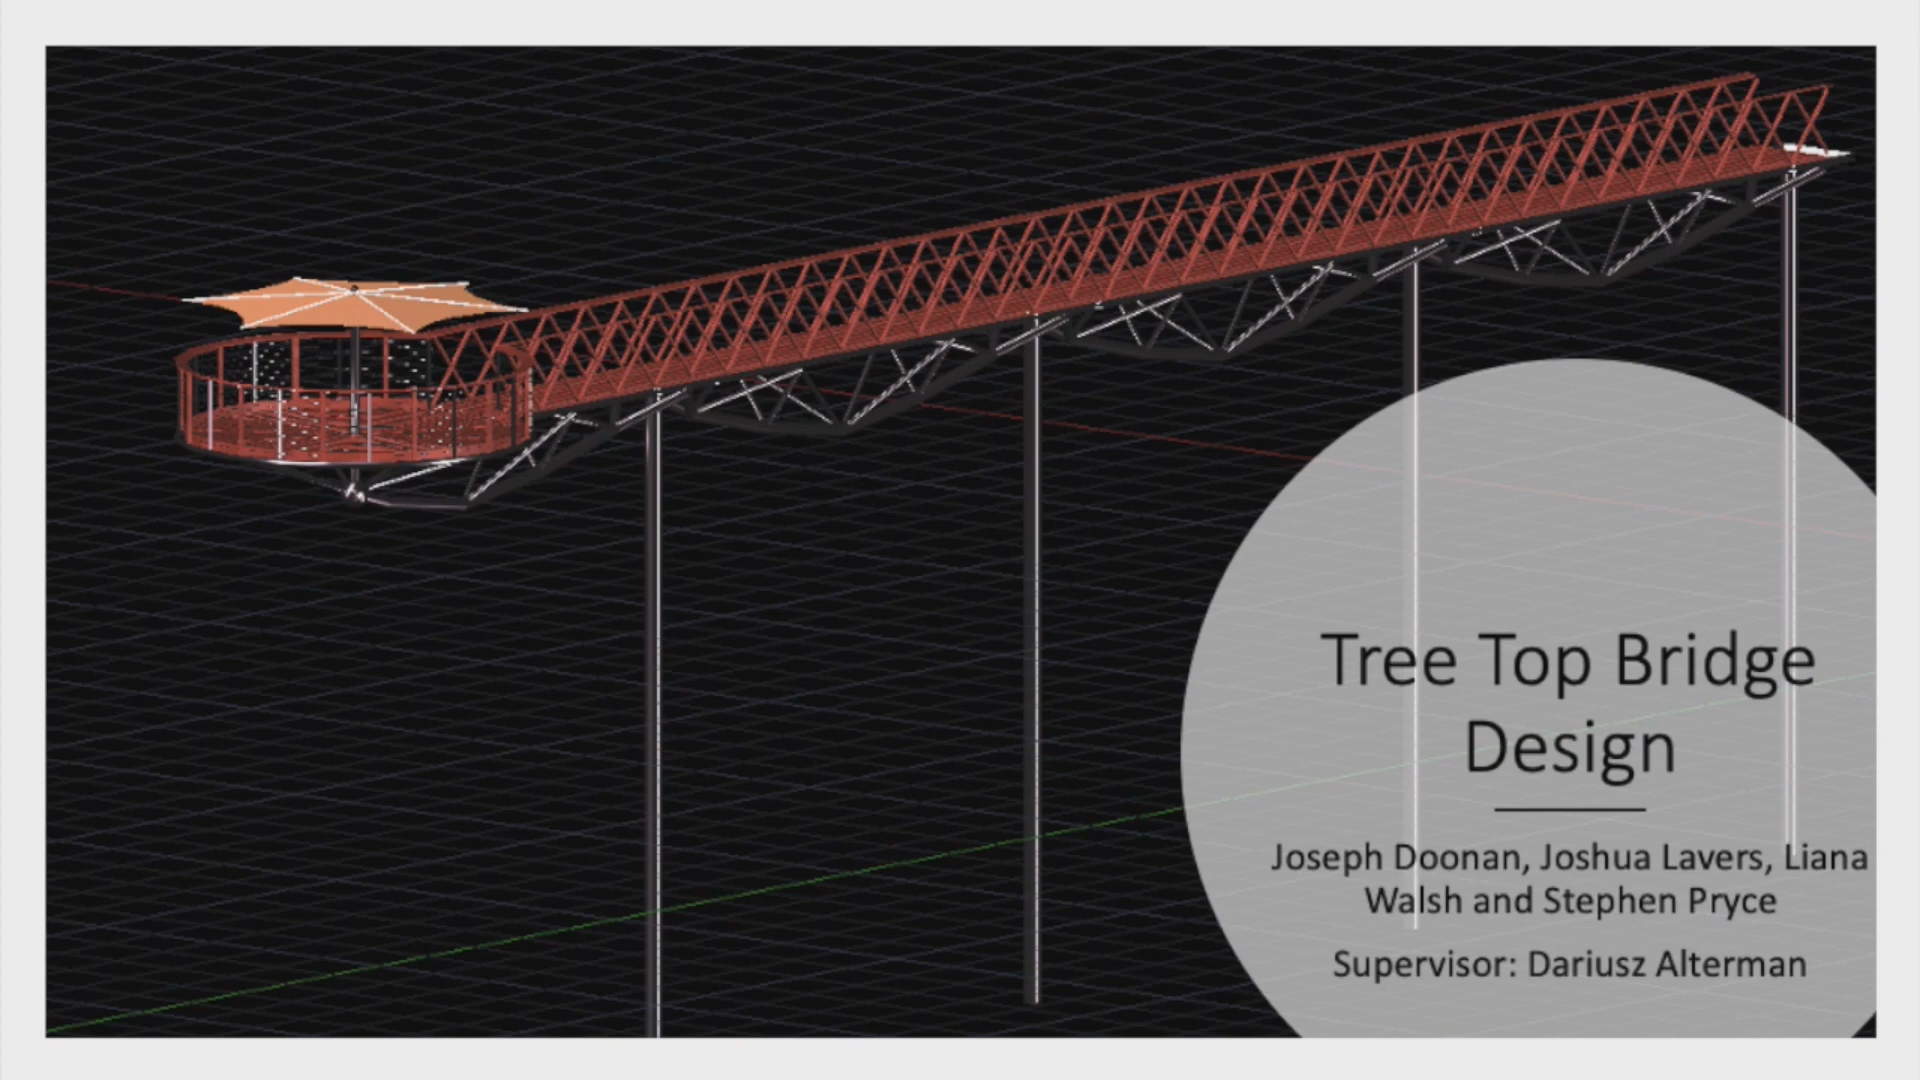 Tree Top Bridge
Design
Joseph Doonan, Joshua Lavers, Liana
Walsh and Stephen Pryce
Supervisor: Dariusz Alterman